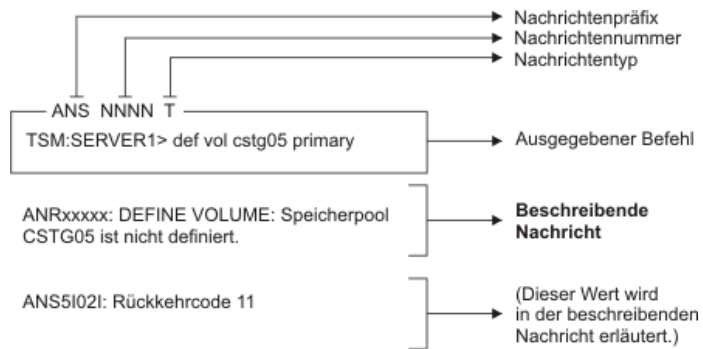 Nachrichtenpräfix
Nachrichtennummer
Nachrichtentyp
ANS NNNN T
TSM:SERVER1> def vol cstg05 primary
Ausgegebener Befehl
ANRxxxxx: DEFINE VOLUME: Speicherpool
CSTG05 ist nicht definiert.
Beschreibende
Nachricht
ANS5I02I: Rückkehrcode 11
(Dieser Wert wird
in der beschreibenden
Nachricht erläutert.)